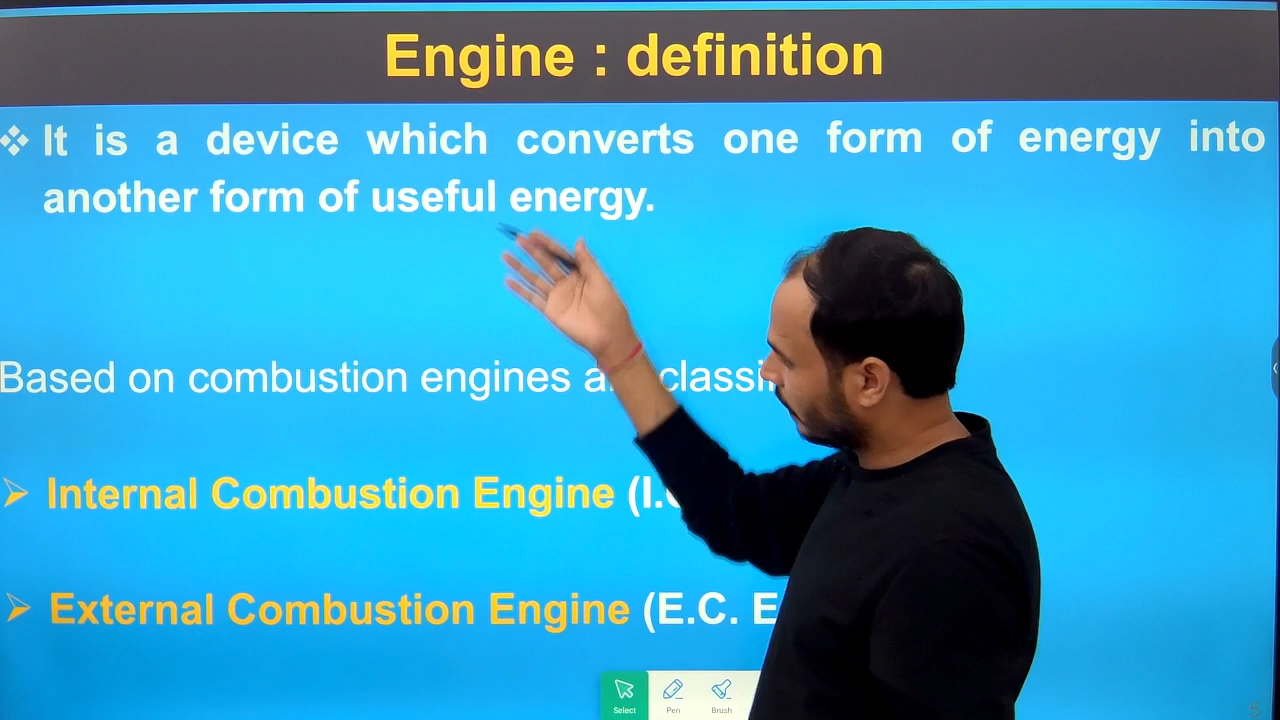 Engine : definition
❖ It is a device which converts one form of energy into
another form of useful energy.
Based on combustion engines
➢ Internal Combustion Engine (I.
➢ External Combustion Engine (E.C. E
Select Pen Brush